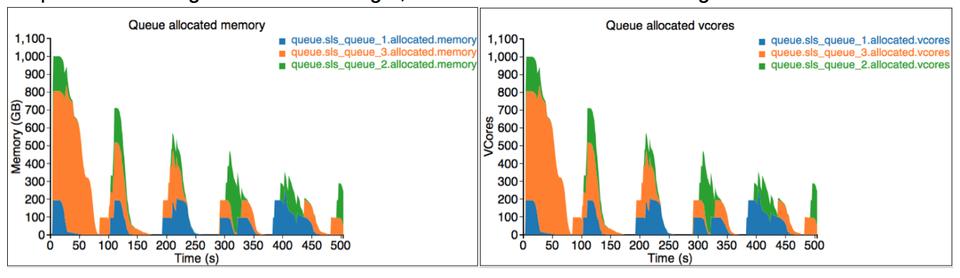 Queue allocated memory
queue.sls_queue_1.allocated.memory
queue.sls_queue_3.allocated.memory
queue.sls_queue_2.allocated.memory
Memory (GB)
1,100
1,000
900
800
700
600
500
400
300
200
100
0
0 50 100 150 200 250 300 350 400 450 500
Time (s)
Queue allocated vcores
queue.sls_queue_1.allocated.vcores
queue.sls_queue_3.allocated.vcores
queue.sls_queue_2.allocated.vcores
VCores
1,100
1,000
900
800
700
600
500
400
300
200
100
0
0 50 100 150 200 250 300 350 400 450 500
Time (s)